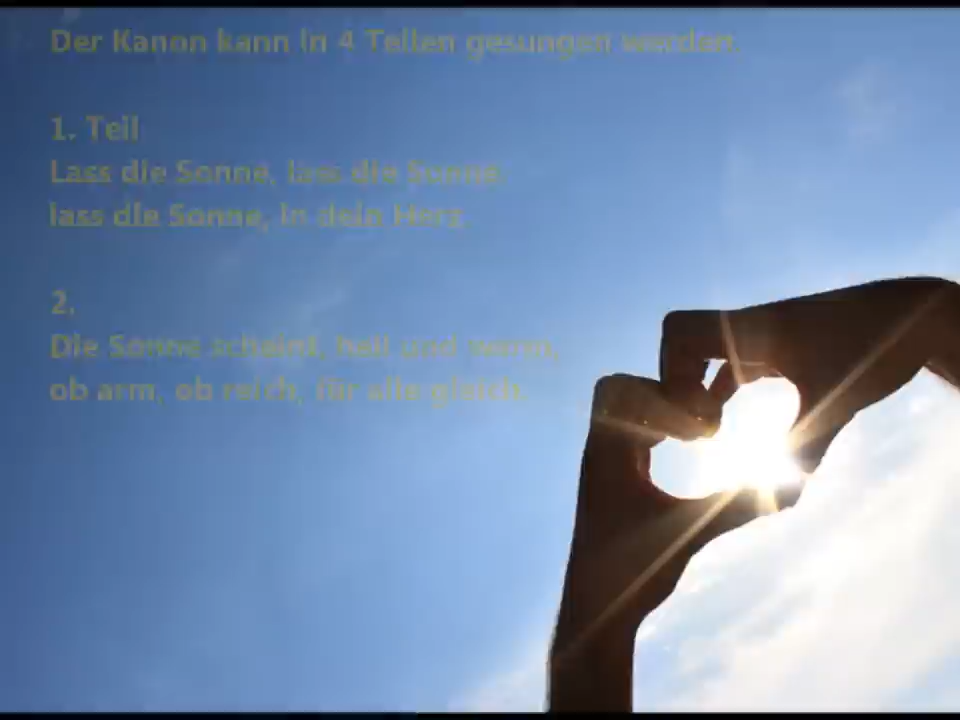 Der Kanon kann in 4 Teilen gesungen werden.
1. Teil
Lass die Sonne, lass die Sonne,
lass die Sonne, in dein Herz.
2.
Die Sonne scheint, hell und warm,
ob arm, ob reich, für alle gleich.